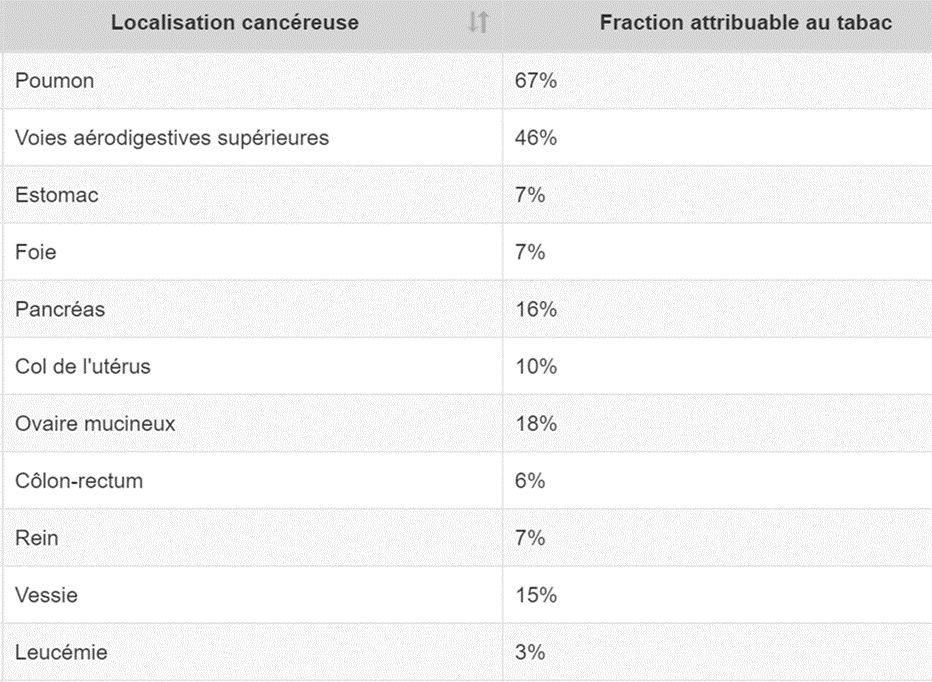 Localisation cancéreuse Fraction attribuable au tabac
Poumon 67%
Voies aérodigestives supérieures 46%
Estomac 7%
Foie 7%
Pancréas 16%
Col de l'utérus 10%
Ovaire mucineux 18%
Côlon-rectum 6%
Rein 7%
Vessie 15%
Leucémie 3%